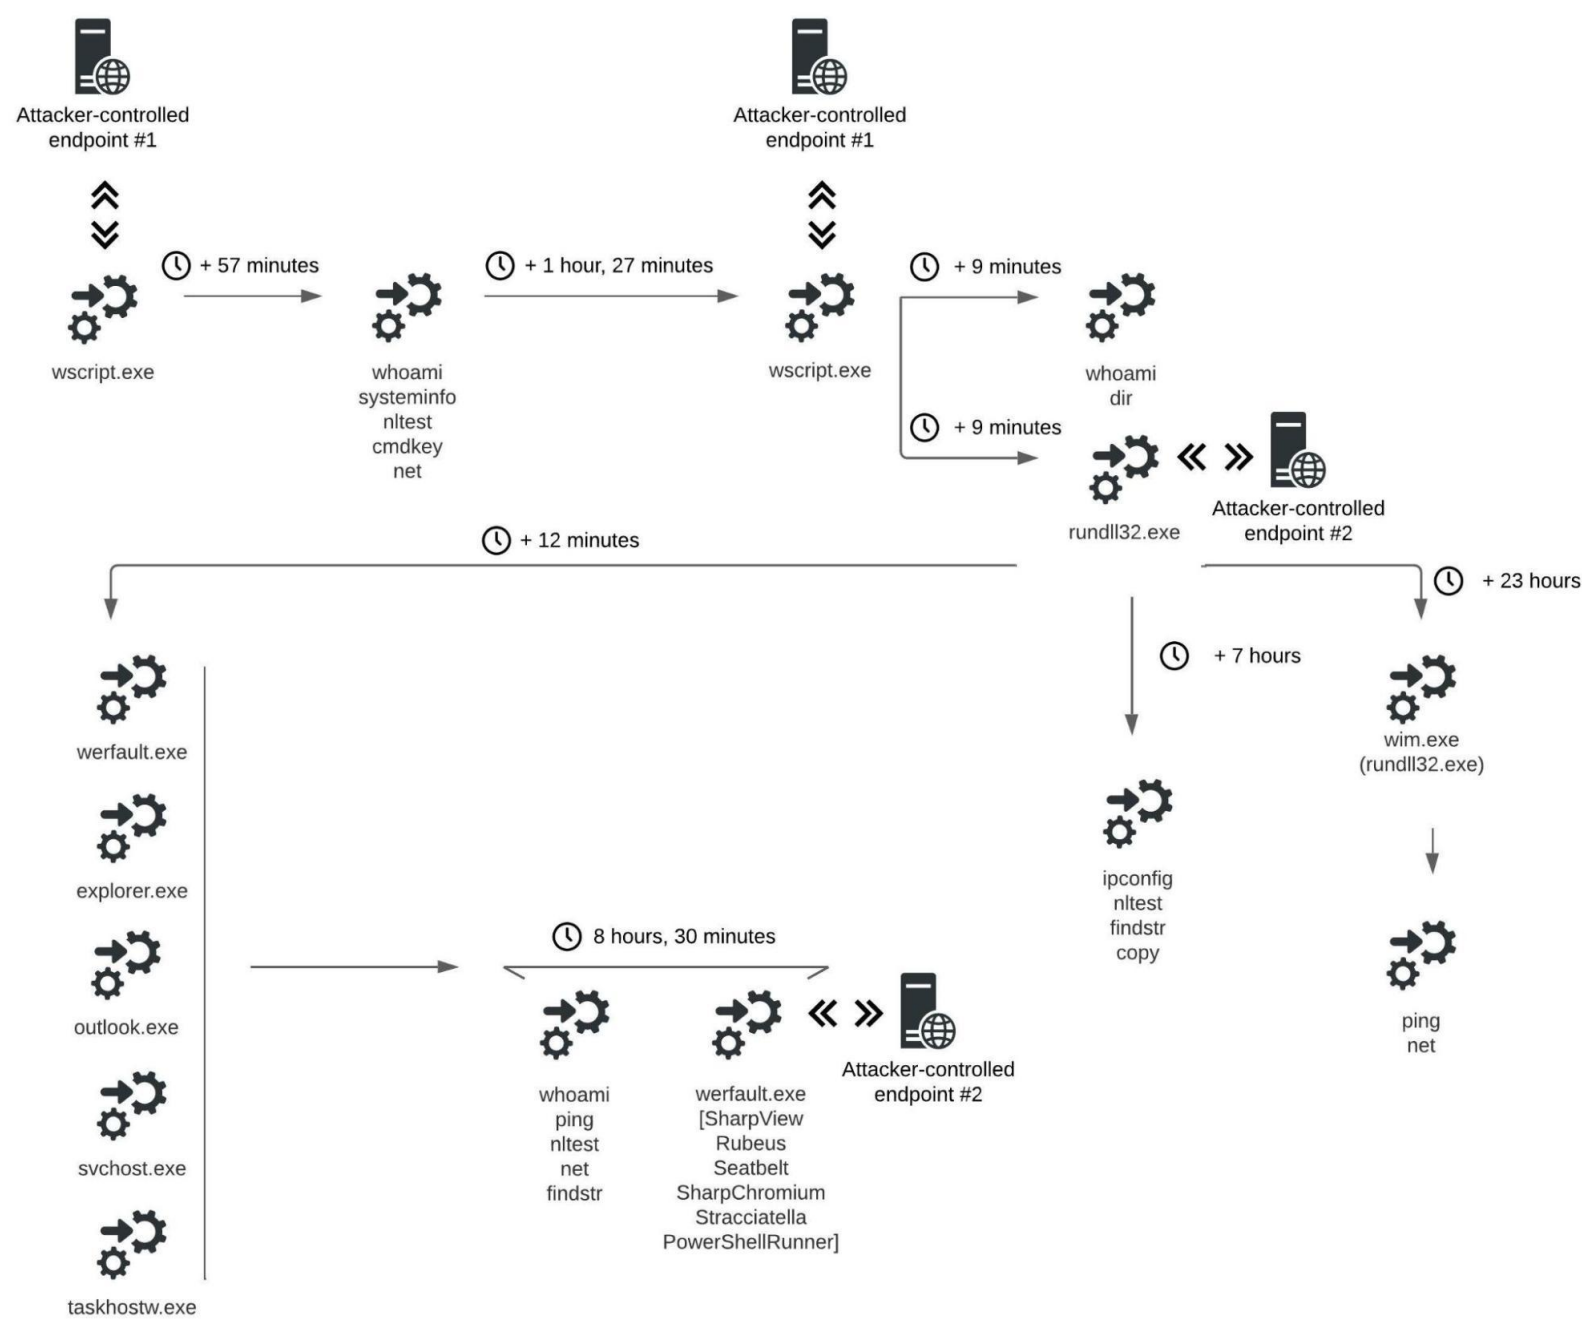 Attacker-controlled
endpoint #1
Attacker-controlled
endpoint #1
+ 57 minutes
+ 1 hour, 27 minutes
+ 9 minutes
wscript.exe
whoami
systeminfo
nltest
cmdkey
net
wscript.exe
whoami
dir
+ 9 minutes
rundll32.exe
Attacker-controlled
endpoint #2
+ 12 minutes
+ 23 hours
+ 7 hours
werfault.exe
explorer.exe
outlook.exe
svchost.exe
taskhostw.exe
8 hours, 30 minutes
whoami
ping
nltest
net
findstr
werfault.exe
[SharpView
Rubeus
Seatbelt
SharpChromium
Stracciatella
PowerShellRunner]
Attacker-controlled
endpoint #2
ipconfig
nltest
findstr
copy
wim.exe
(rundll32.exe)
ping
net